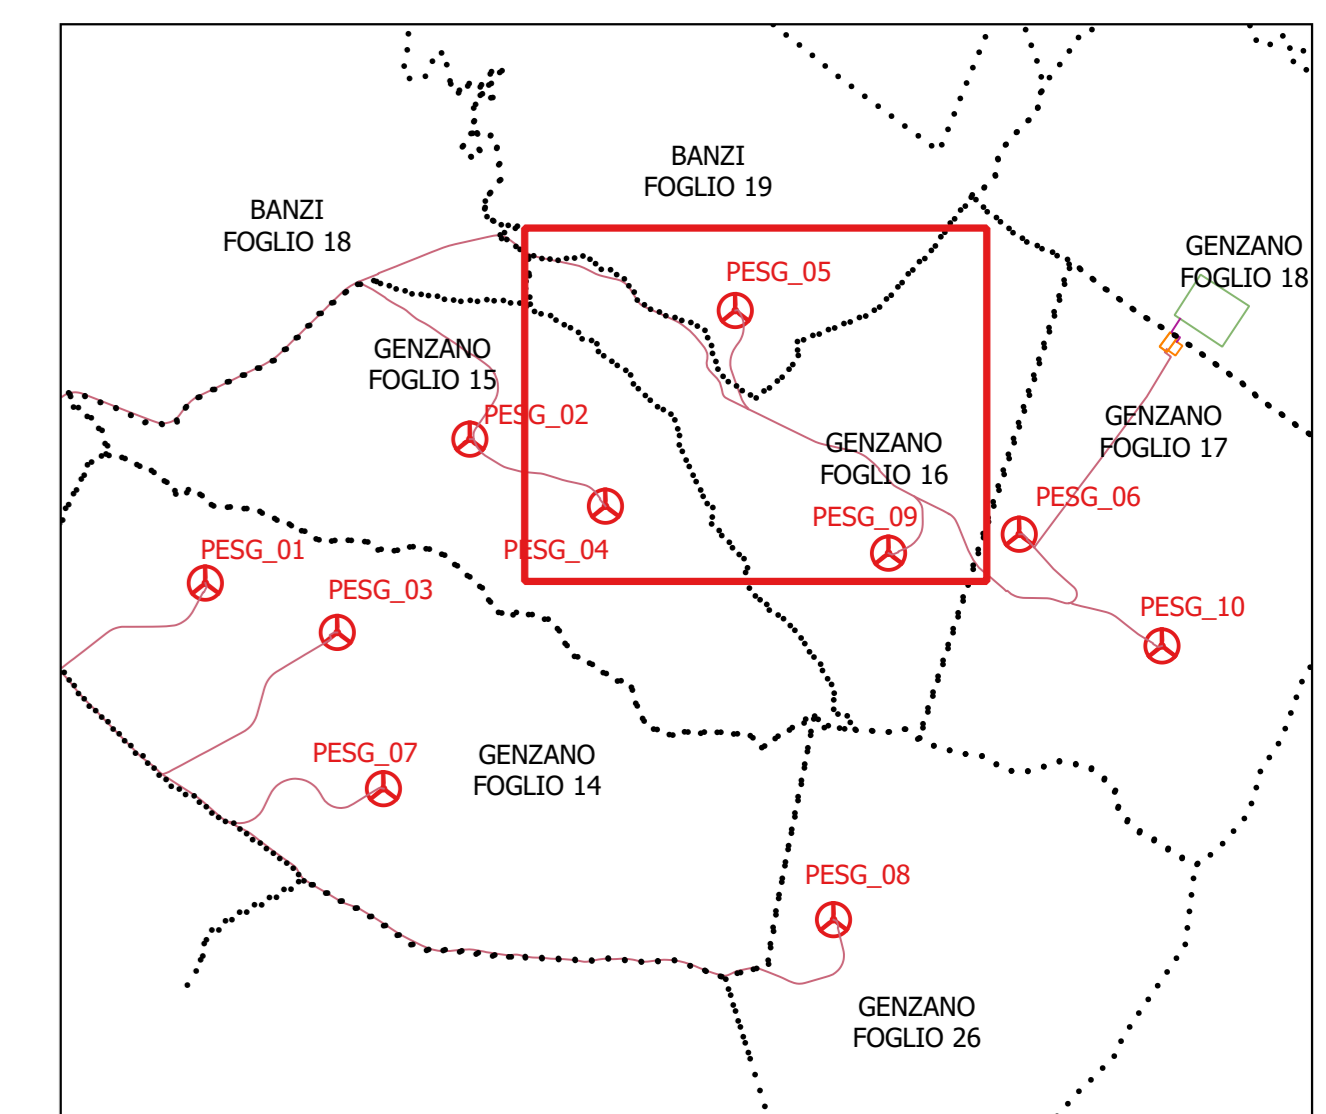 BANZI
FOGLIO 19
BANZI
FOGLIO 18
GENZANO
FOGLIO 18
PESG_05
GENZANO
FOGLIO 15
PESG_02
GENZANO
FOGLIO 17
GENZANO
FOGLIO 16
PESG_06
PESG_09
PESG_01
PESG_04
PESG_03
PESG_10
PESG_07
GENZANO
FOGLIO 14
PESG_08
GENZANO
FOGLIO 26